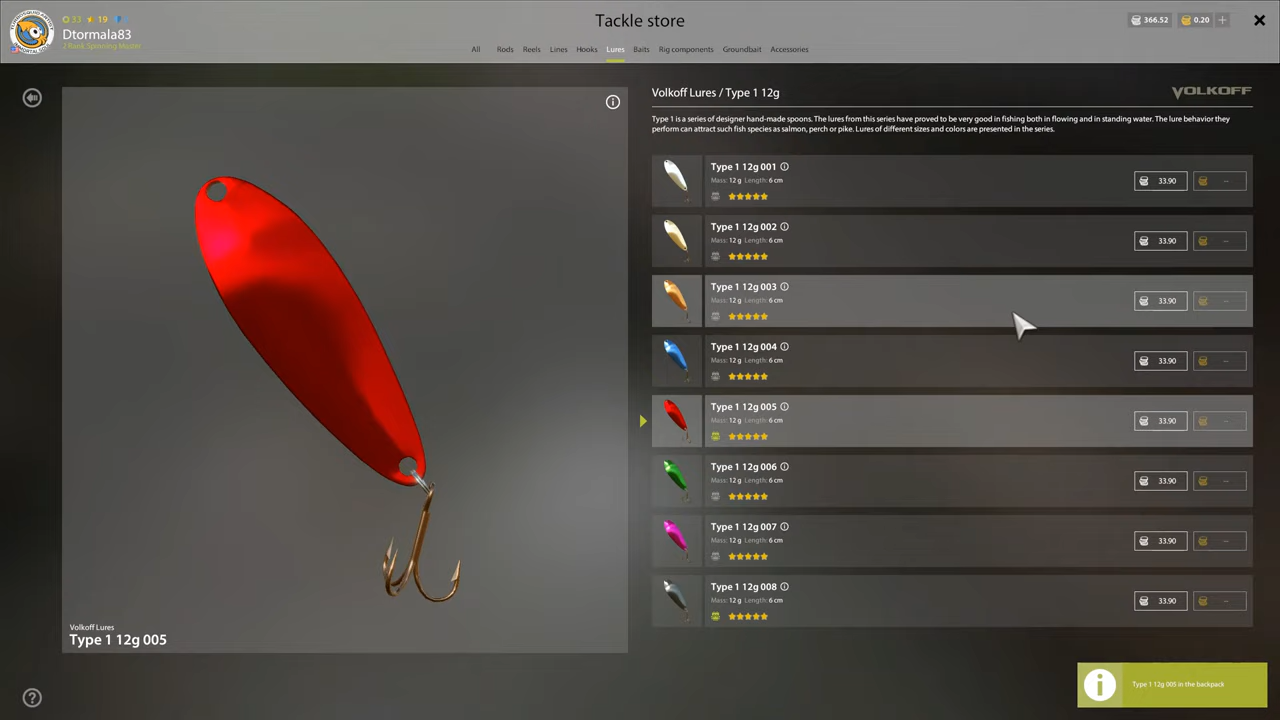 33 19
Tackle store
366.52 0.20 +
Dtormala83
2 Rank, Spinning Master
All Rods Reels Lines Hooks Lures Baits Rig components Groundbait Accessories
Volkoff Lures / Type 1 12g
VOLKOFF
Type 1 is a series of designer hand-made spoons. The lures from this series have proved to be very good in fishing both in flowing and in standing water. The lure behavior they
perform can attract such fish species as salmon, perch or pike. Lures of different sizes and colors are presented in the series.
Type 1 12g 001
Mass: 12 g Length: 6 cm
33.90 --
Type 1 12g 002
Mass: 12 g Length: 6 cm
33.90 --
Type 1 12g 003
Mass: 12 g Length: 6 cm
33.90 --
Type 1 12g 004
Mass: 12 g Length: 6 cm
33.90 --
Type 1 12g 005
Mass: 12 g Length: 6 cm
33.90 --
Type 1 12g 006
Mass: 12 g Length: 6 cm
33.90 --
Type 1 12g 007
Mass: 12 g Length: 6 cm
33.90 --
Type 1 12g 008
Mass: 12 g Length: 6 cm
33.90 --
Volkoff Lures
Type 1 12g 005
Type 1 12g 005 in the backpack